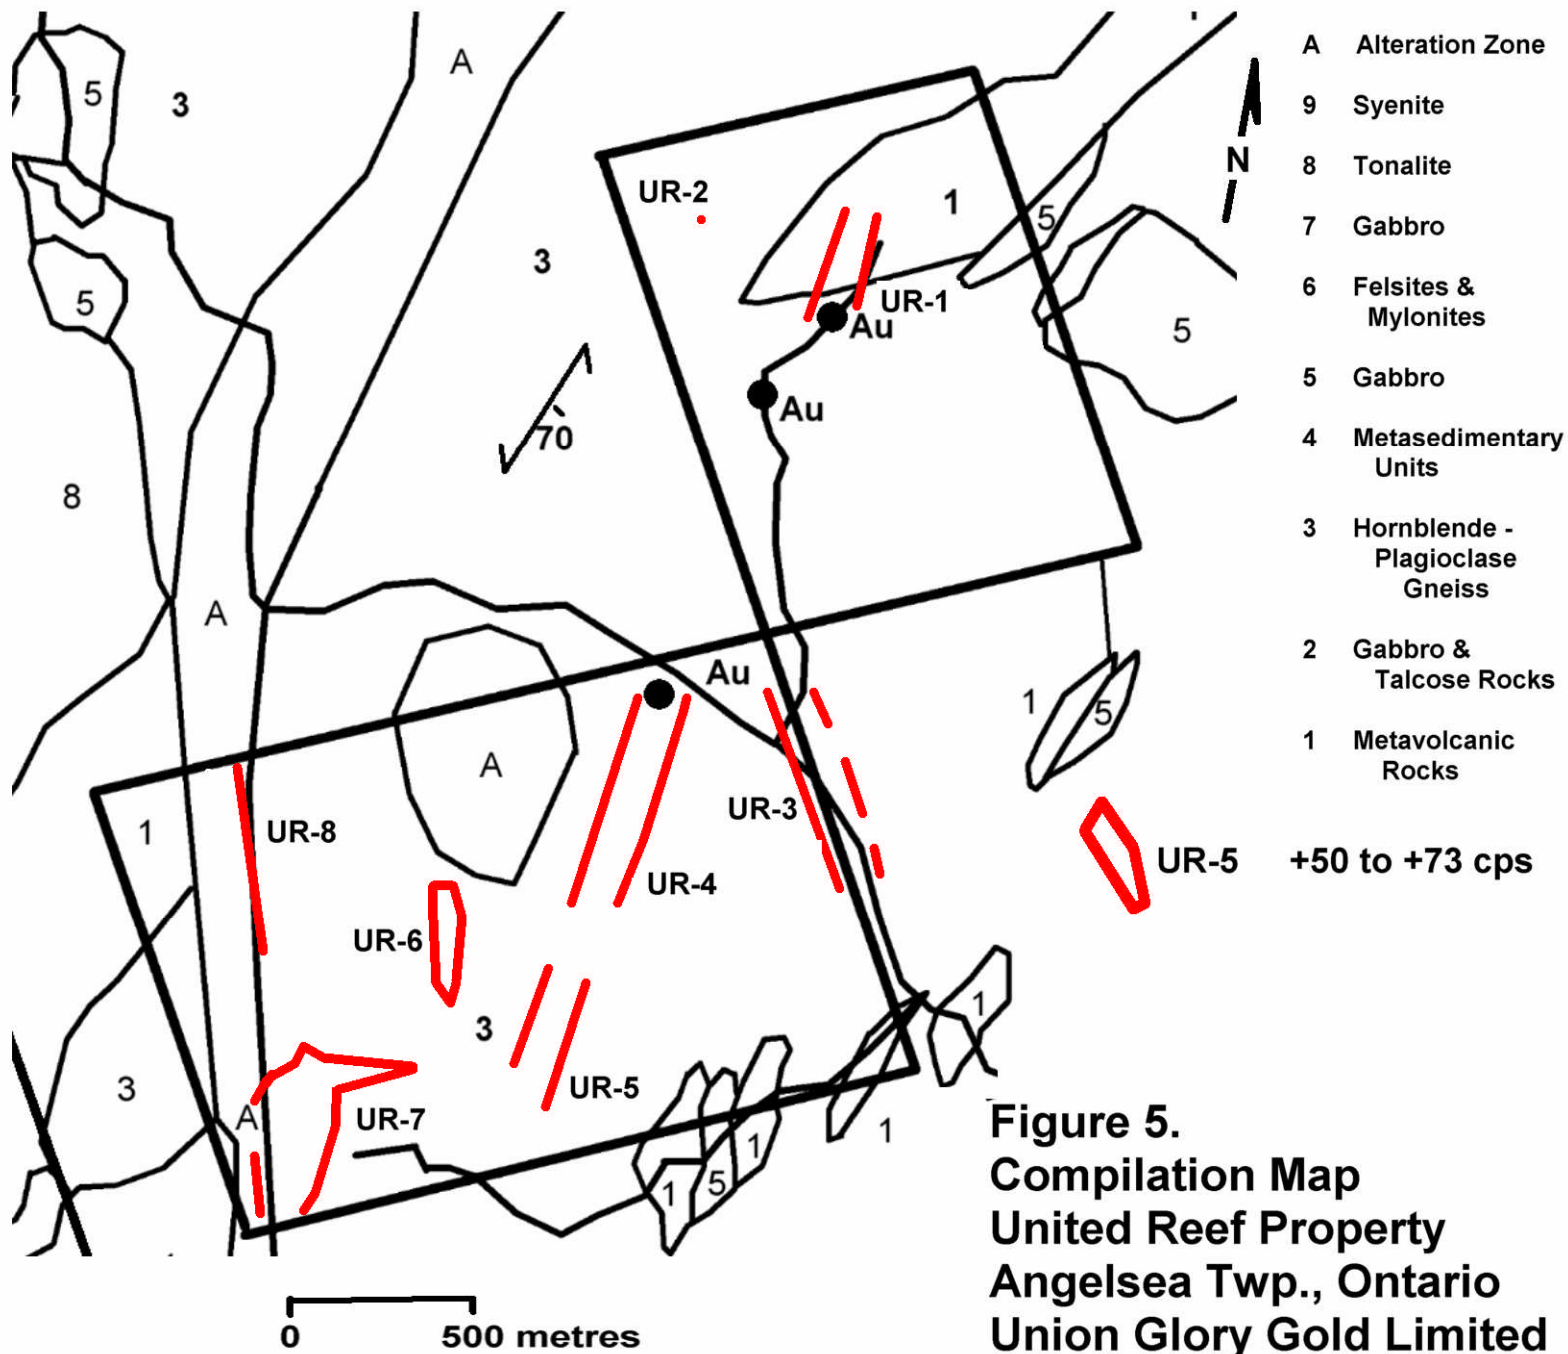 A
5
3
5
8
3
70
UR-2
1
5
5
UR-1
Au
Au
A
Au
A
1
UR-8
UR-3
UR-4
UR-6
3
UR-5
3
A
UR-7
1
5
1
1
1
1
5
N
A Alteration Zone
9 Syenite
8 Tonalite
7 Gabbro
6 Felsites &
Mylonites
5 Gabbro
4 Metasedimentary
Units
3 Hornblende -
Plagioclase
Gneiss
2 Gabbro &
Talcose Rocks
1 Metavolcanic
Rocks
UR-5 +50 to +73 cps
0 500 metres
Figure 5.
Compilation Map
United Reef Property
Angelsea Twp., Ontario
Union Glory Gold Limited